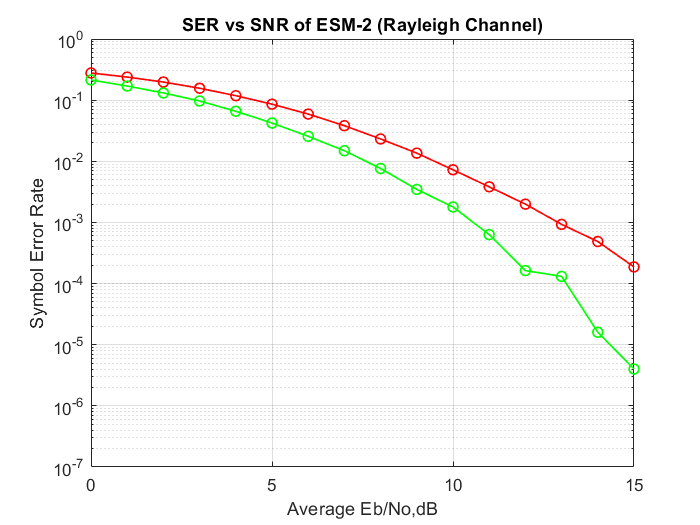 SER vs SNR of ESM-2 (Rayleigh Channel)
10^0
10^-1
10^-2
10^-3
10^-4
10^-5
10^-6
10^-7
Symbol Error Rate
0 5 10 15
Average Eb/No,dB